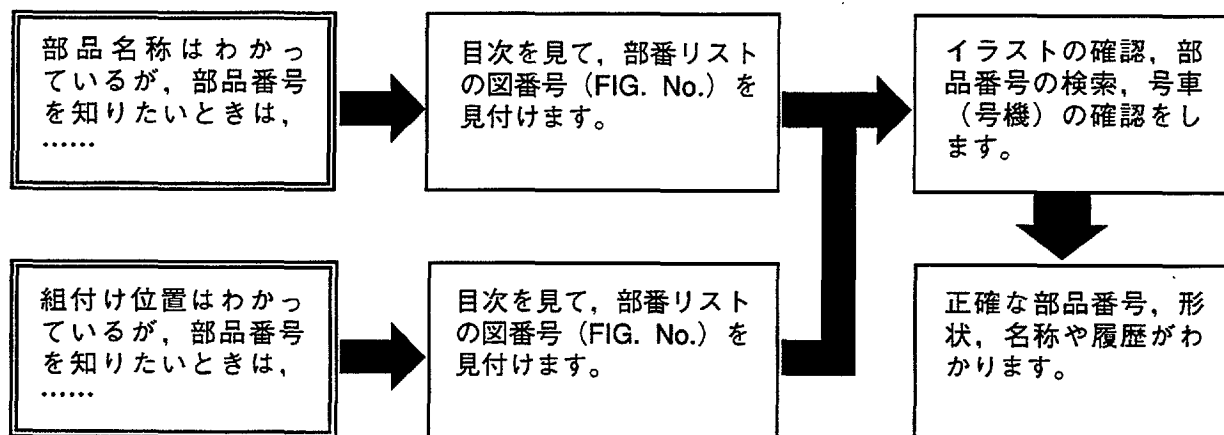 部品名称はわかっ
ているが，部品番号
を知りたいときは，
……
目次を見て，部番リスト
の図番号（FIG. No.）を
見付けます。
イラストの確認，部
品番号の検索，号車
（号機）の確認をし
ます。
組付け位置はわかっ
ているが，部品番号
を知りたいときは，
……
目次を見て，部番リスト
の図番号（FIG. No.）を
見付けます。
正確な部品番号，形
状，名称や履歴がわ
かります。